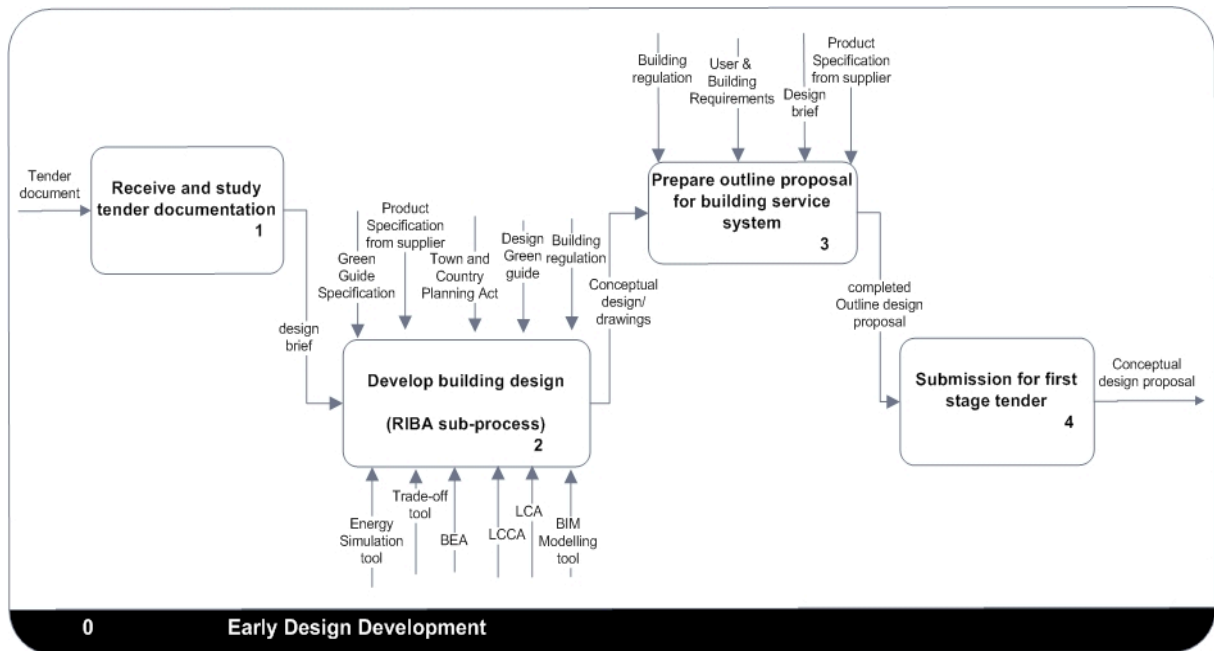 Tender
document
Receive and study
tender documentation
1
design
brief
Green
Guide
Specification
Product
Specification
from supplier
Town and
Country
Planning Act
Design
Green
guide
Building
regulation
Develop building design
(RIBA sub-process)
2
Energy
Simulation
tool
Trade-off
tool
BEA
LCCA
LCA
BIM
Modelling
tool
Conceptual
design/
drawings
Building
regulation
User &
Building
Requirements
Design
brief
Product
Specification
from supplier
Prepare outline proposal
for building service
system
3
completed
Outline design
proposal
Submission for first
stage tender
4
Conceptual
design proposal
0 Early Design Development